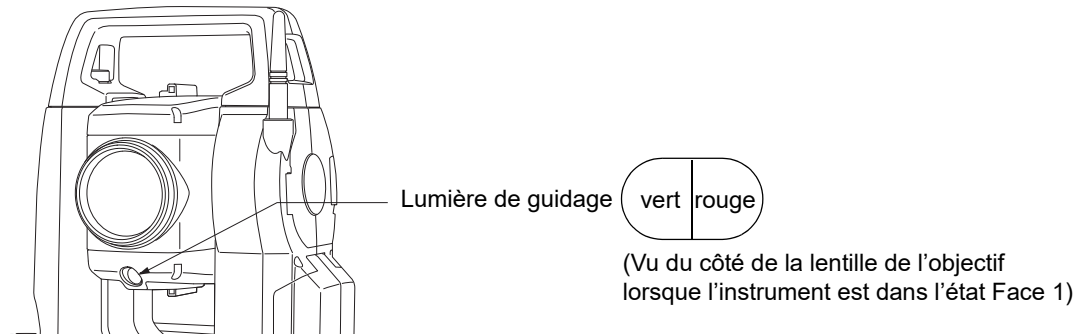 Lumière de guidage
vert rouge
(Vu du côté de la lentille de l’objectif
lorsque l’instrument est dans l’état Face 1)